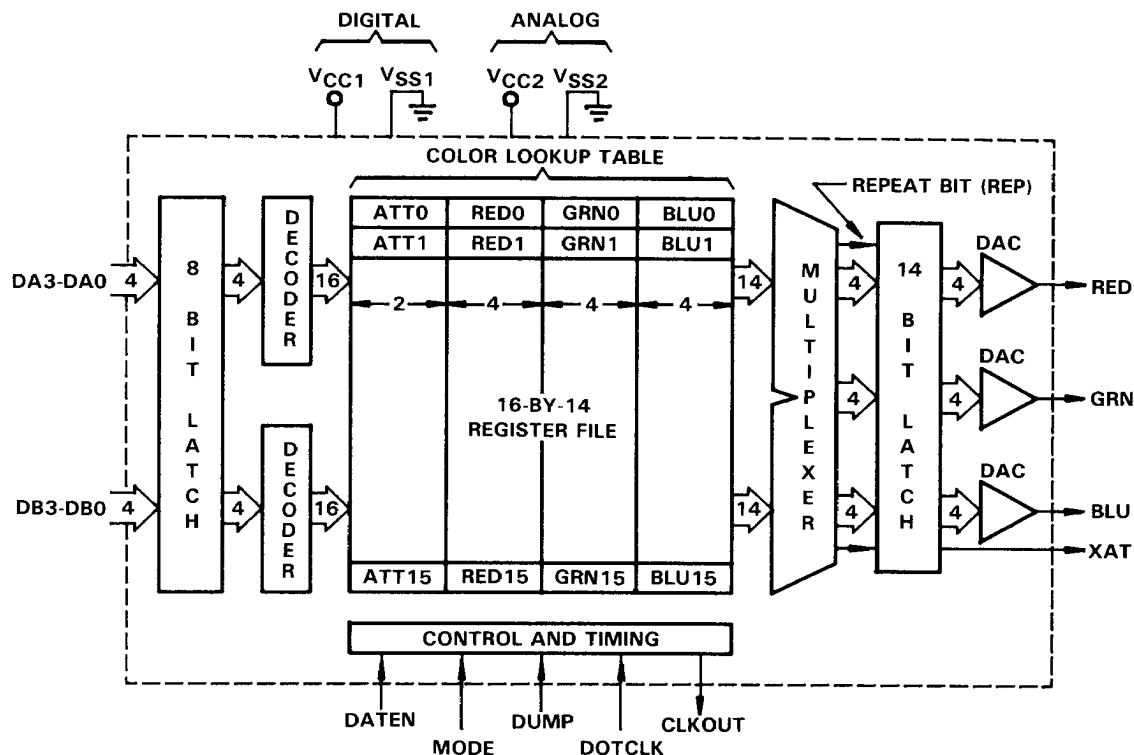 DIGITAL ANALOG
VCC1 VSS1 VCC2 VSS2
COLOR LOOKUP TABLE
REPEAT BIT (REP)
ATT0 RED0 GRN0 BLU0
ATT1 RED1 GRN1 BLU1
DA3-DA0 4
8 BIT LATCH
4
DECODER
16
2 4 4 4
14
MULTIPLEXER
4
14 BIT LATCH
4
DAC
RED
16-BY-14
REGISTER FILE
4
4
DAC
GRN
DB3-DB0 4
4
DECODER
16
14
4
4
DAC
BLU
XAT
ATT15 RED15 GRN15 BLU15
CONTROL AND TIMING
DATEN DUMP CLKOUT
MODE DOTCLK